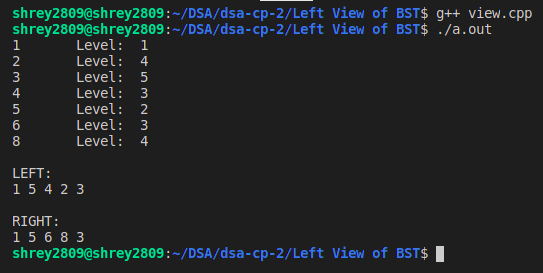 shrey2809@shrey2809:~/DSA/dsa-cp-2/Left View of BST$ g++ view.cpp
shrey2809@shrey2809:~/DSA/dsa-cp-2/Left View of BST$ ./a.out
1       Level:  1
2       Level:  4
3       Level:  5
4       Level:  3
5       Level:  2
6       Level:  3
8       Level:  4
LEFT:
1 5 4 2 3
RIGHT:
1 5 6 8 3
shrey2809@shrey2809:~/DSA/dsa-cp-2/Left View of BST$